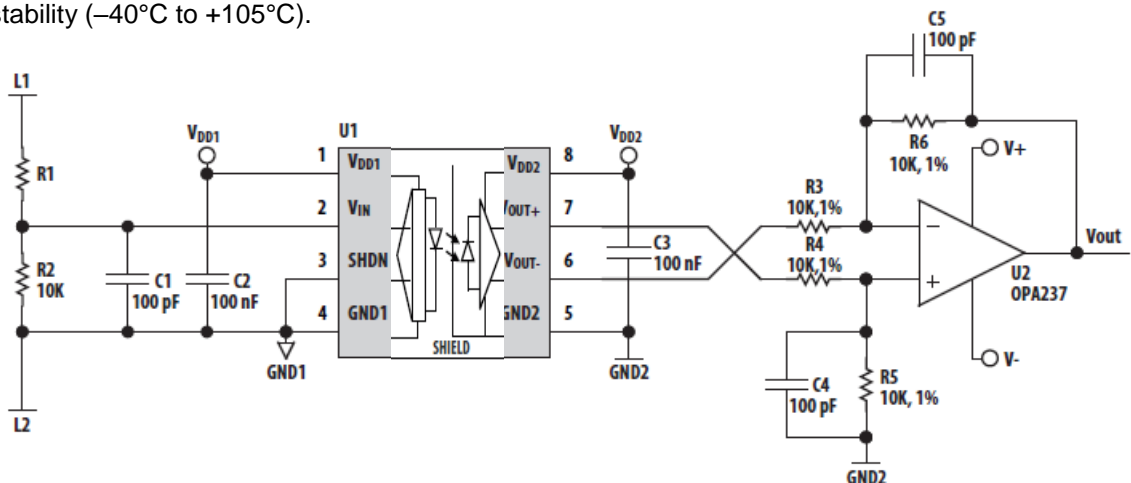 stability (–40°C to +105°C).
C5
100 pF
L1
R6
10K, 1%
V+
VDD1
U1
VDD2
R1
1
VDD1
VDD2
8
2
VIN
VOUT+
7
R3
10K,1%
R4
10K,1%
R2
10K
C1
100 pF
C2
100 nF
3
SHDN
VOUT-
6
C3
100 nF
−
+
Vout
U2
OPA237
4
GND1
GND2
5
SHIELD
GND1
GND2
V-
C4
100 pF
R5
10K, 1%
L2
GND2